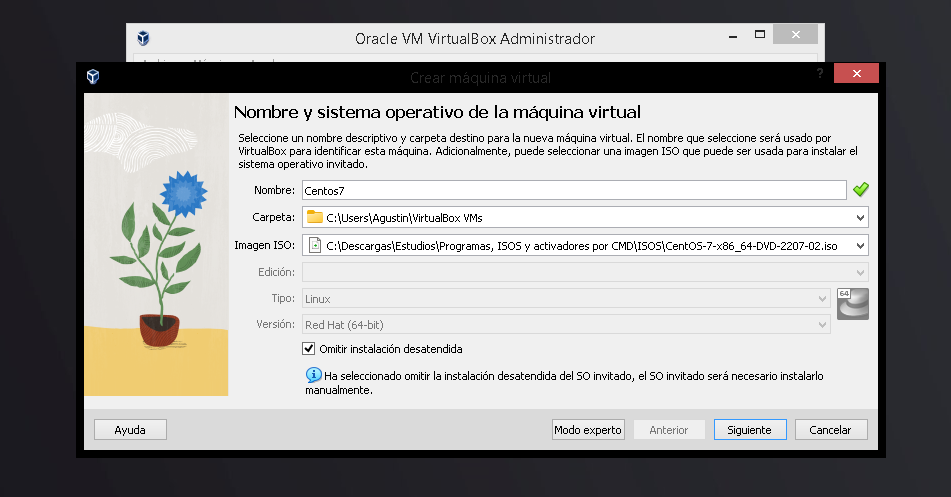 Oracle VM VirtualBox Administrador
Crear máquina virtual
?
Nombre y sistema operativo de la máquina virtual
Seleccione un nombre descriptivo y carpeta destino para la nueva máquina virtual. El nombre que seleccione será usado por
VirtualBox para identificar esta máquina. Adicionalmente, puede seleccionar una imagen ISO que puede ser usada para instalar el
sistema operativo invitado.
Nombre: Centos7
Carpeta: C:\Users\Agustin\VirtualBox VMs
Imagen ISO: C:\Descargas\Estudios\Programas, ISOS y activadores por CMD\ISOS\CentOS-7-x86_64-DVD-2207-02.iso
Edición:
Tipo: Linux
64
Versión: Red Hat (64-bit)
Omitir instalación desatendida
Ha seleccionado omitir la instalación desatendida del SO invitado, el SO invitado será necesario instalarlo
manualmente.
Ayuda Modo experto Anterior Siguiente Cancelar